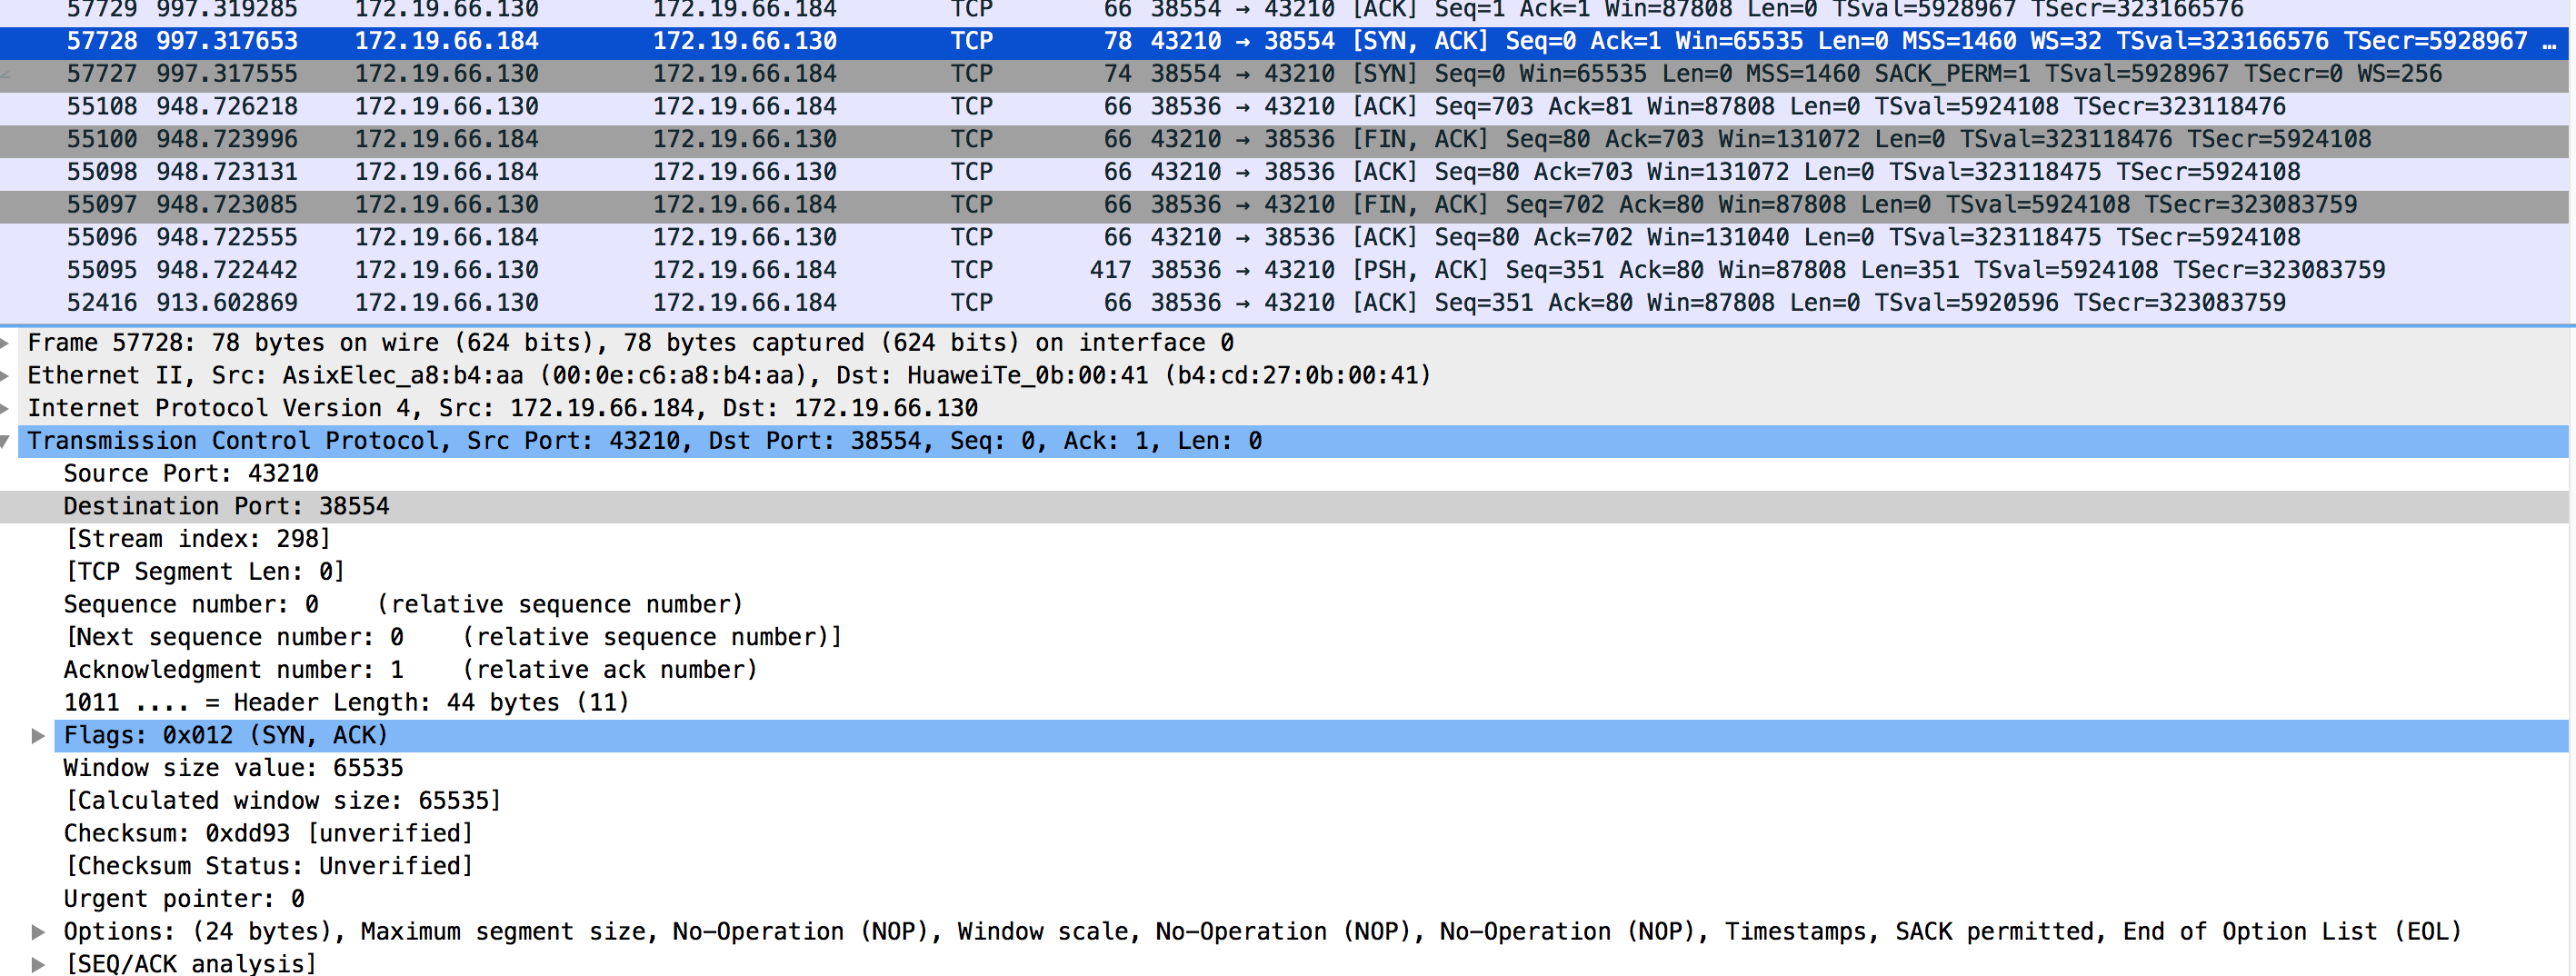 57729 997.319285 172.19.66.130 172.19.66.184 TCP 66 38554 → 43210 [ACK] Seq=1 Ack=1 Win=87808 Len=0 TSval=5928967 TSecr=323166576
57728 997.317653 172.19.66.184 172.19.66.130 TCP 78 43210 → 38554 [SYN, ACK] Seq=0 Ack=1 Win=65535 Len=0 MSS=1460 WS=32 TSval=323166576 TSecr=5928967 …
57727 997.317555 172.19.66.130 172.19.66.184 TCP 74 38554 → 43210 [SYN] Seq=0 Win=65535 Len=0 MSS=1460 SACK_PERM=1 TSval=5928967 TSecr=0 WS=256
55108 948.726218 172.19.66.130 172.19.66.184 TCP 66 38536 → 43210 [ACK] Seq=703 Ack=81 Win=87808 Len=0 TSval=5924108 TSecr=323118476
55100 948.723996 172.19.66.184 172.19.66.130 TCP 66 43210 → 38536 [FIN, ACK] Seq=80 Ack=703 Win=131072 Len=0 TSval=323118476 TSecr=5924108
55098 948.723131 172.19.66.184 172.19.66.130 TCP 66 43210 → 38536 [ACK] Seq=80 Ack=703 Win=131072 Len=0 TSval=323118475 TSecr=5924108
55097 948.723085 172.19.66.130 172.19.66.184 TCP 66 38536 → 43210 [FIN, ACK] Seq=702 Ack=80 Win=87808 Len=0 TSval=5924108 TSecr=323083759
55096 948.722555 172.19.66.184 172.19.66.130 TCP 66 43210 → 38536 [ACK] Seq=80 Ack=702 Win=131040 Len=0 TSval=323118475 TSecr=5924108
55095 948.722442 172.19.66.130 172.19.66.184 TCP 417 38536 → 43210 [PSH, ACK] Seq=351 Ack=80 Win=87808 Len=351 TSval=5924108 TSecr=323083759
52416 913.602869 172.19.66.130 172.19.66.184 TCP 66 38536 → 43210 [ACK] Seq=351 Ack=80 Win=87808 Len=0 TSval=5920596 TSecr=323083759
Frame 57728: 78 bytes on wire (624 bits), 78 bytes captured (624 bits) on interface 0
Ethernet II, Src: AsixElec_a8:b4:aa (00:0e:c6:a8:b4:aa), Dst: HuaweiTe_0b:00:41 (b4:cd:27:0b:00:41)
Internet Protocol Version 4, Src: 172.19.66.184, Dst: 172.19.66.130
Transmission Control Protocol, Src Port: 43210, Dst Port: 38554, Seq: 0, Ack: 1, Len: 0
Source Port: 43210
Destination Port: 38554
[Stream index: 298]
[TCP Segment Len: 0]
Sequence number: 0 (relative sequence number)
[Next sequence number: 0 (relative sequence number)]
Acknowledgment number: 1 (relative ack number)
1011 .... = Header Length: 44 bytes (11)
Flags: 0x012 (SYN, ACK)
Window size value: 65535
[Calculated window size: 65535]
Checksum: 0xdd93 [unverified]
[Checksum Status: Unverified]
Urgent pointer: 0
Options: (24 bytes), Maximum segment size, No-Operation (NOP), Window scale, No-Operation (NOP), No-Operation (NOP), Timestamps, SACK permitted, End of Option List (EOL)
[SEQ/ACK analysis]